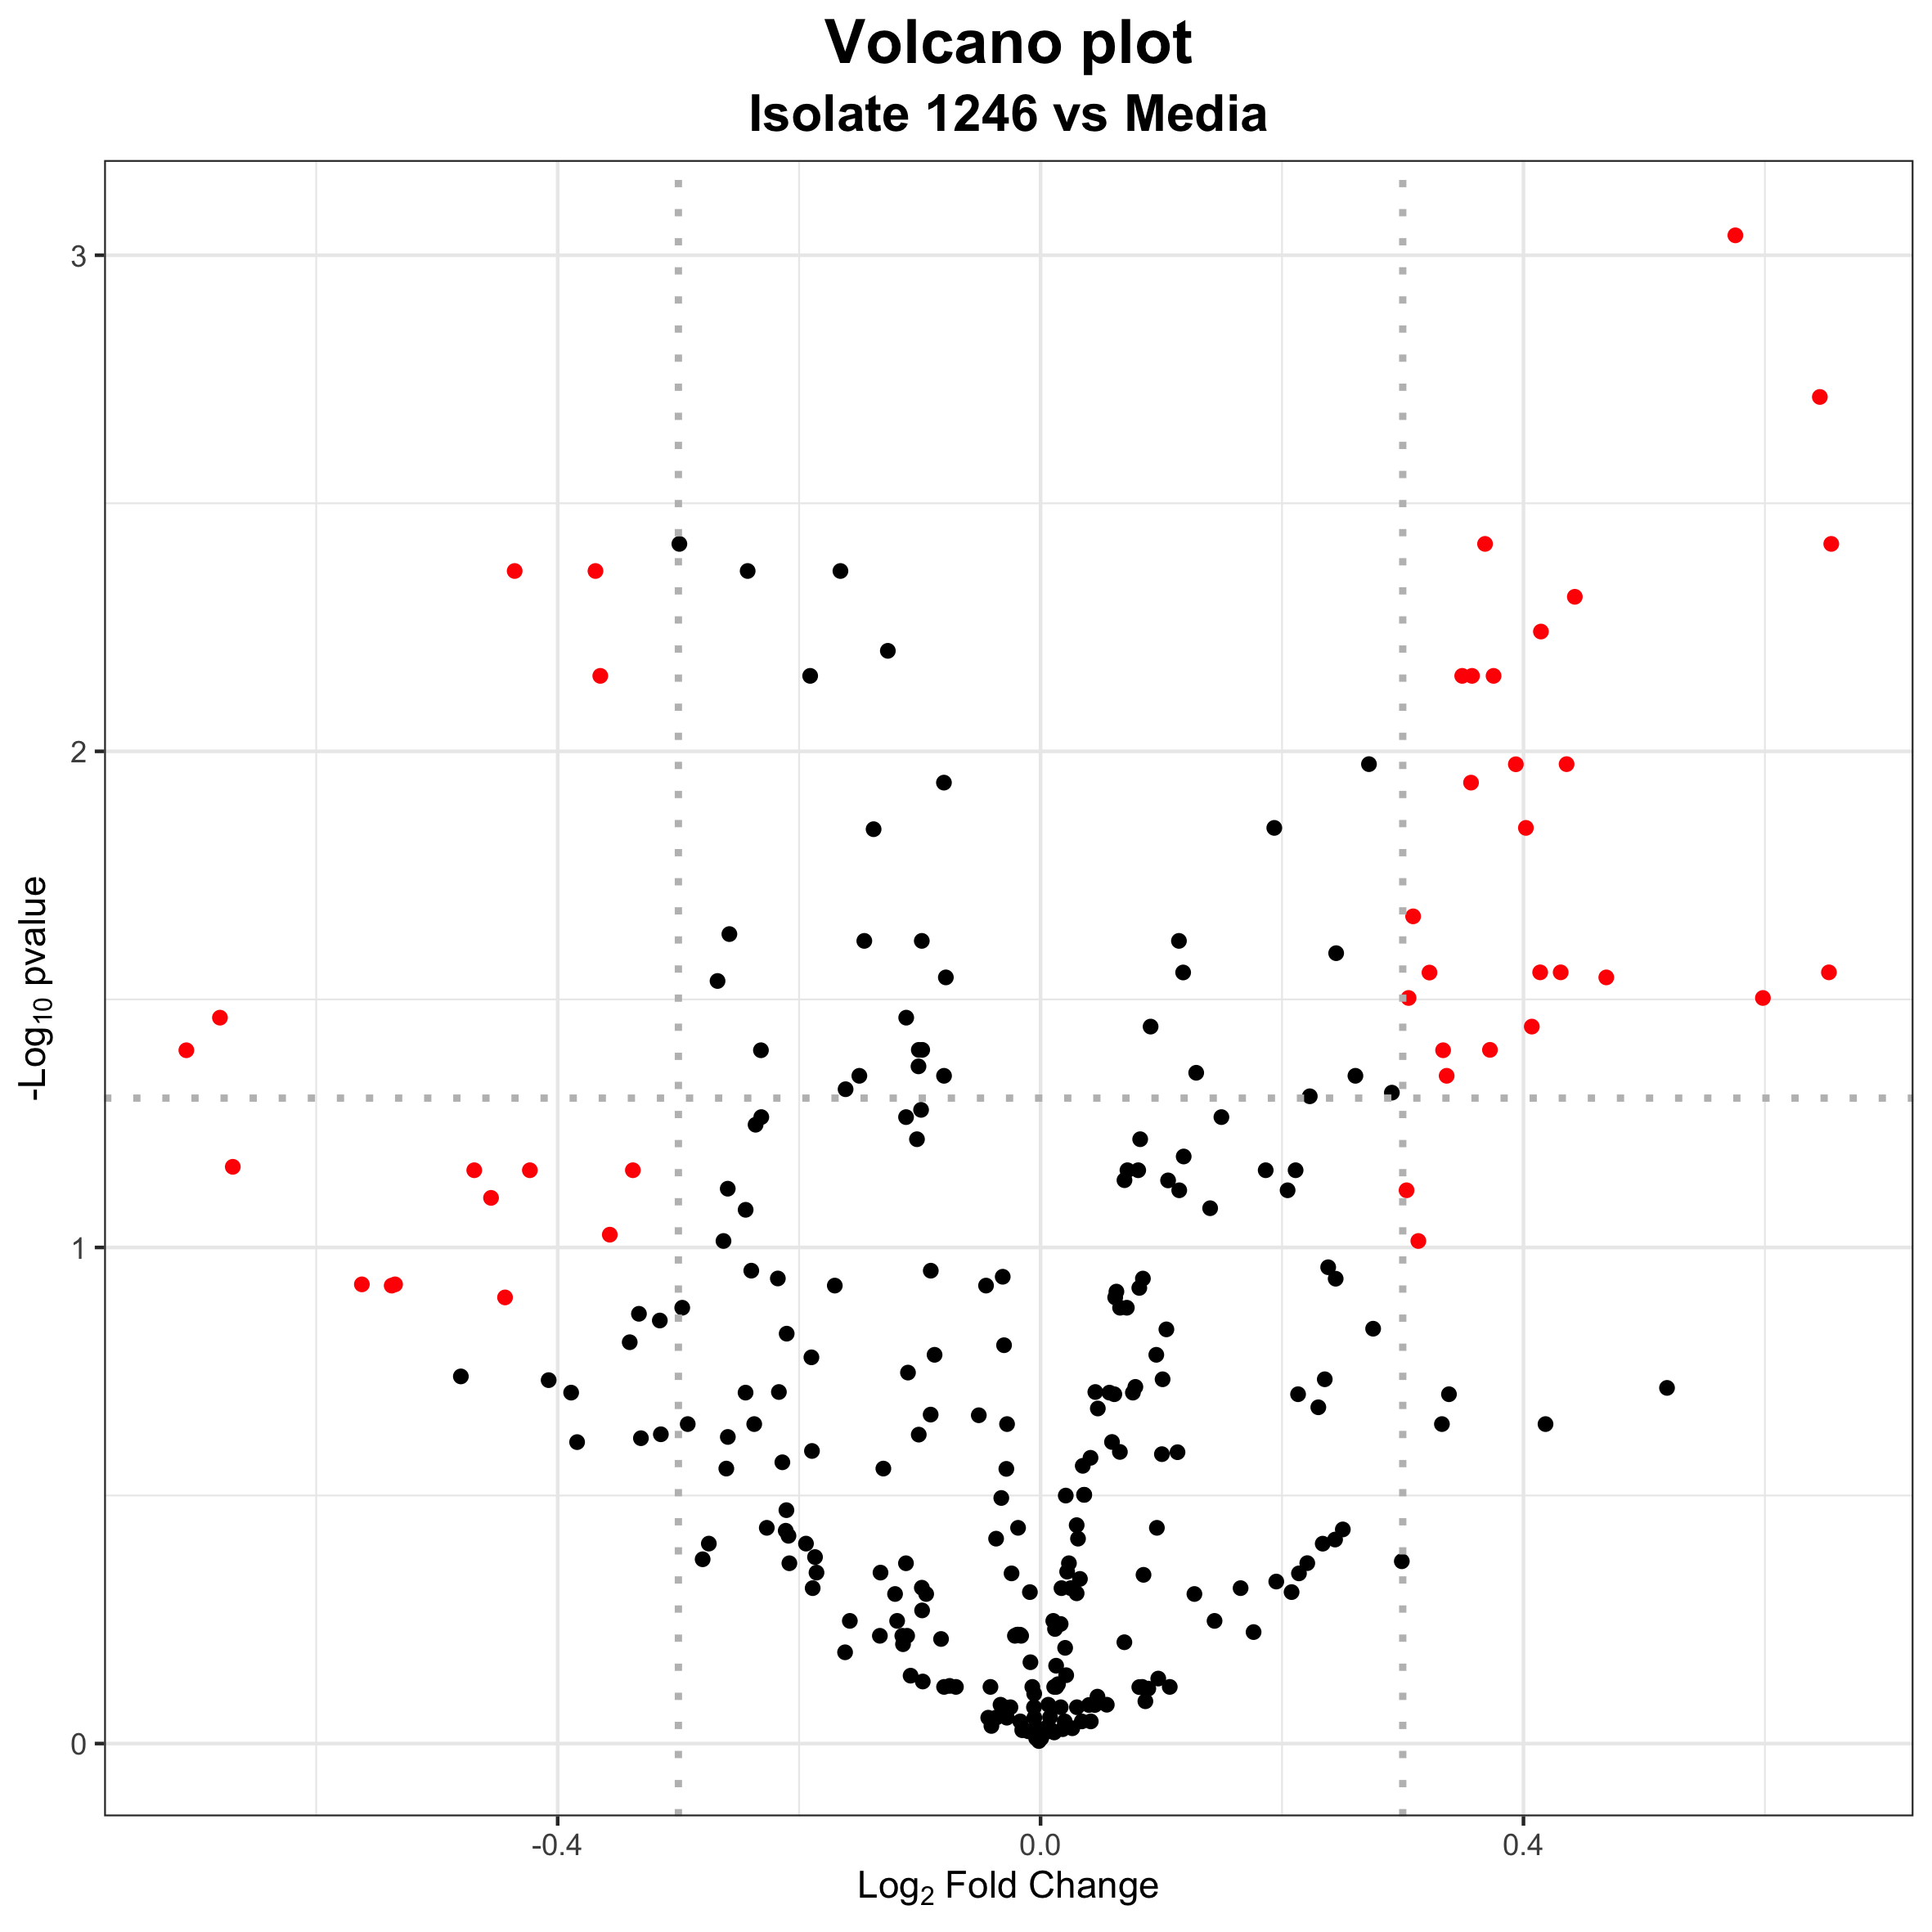 Volcano plot
Isolate 1246 vs Media
3
2
1
0
-Log10 pvalue
-0.4 0.0 0.4
Log2 Fold Change